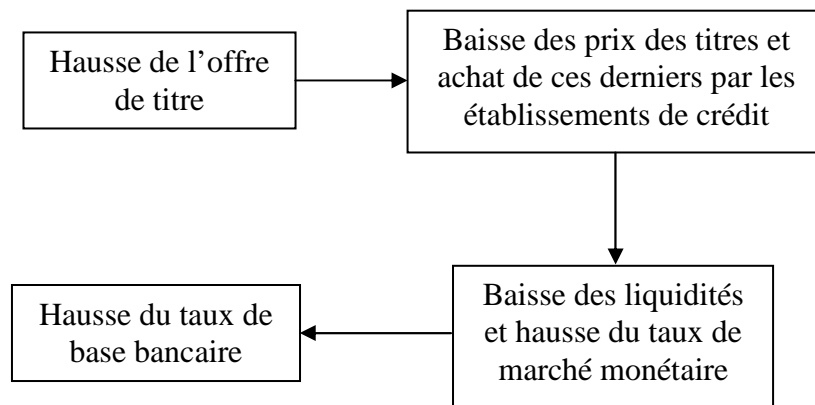 Hausse de l’offre
de titre
Baisse des prix des titres et
achat de ces derniers par les
établissements de crédit
Baisse des liquidités
et hausse du taux de
marché monétaire
Hausse du taux de
base bancaire